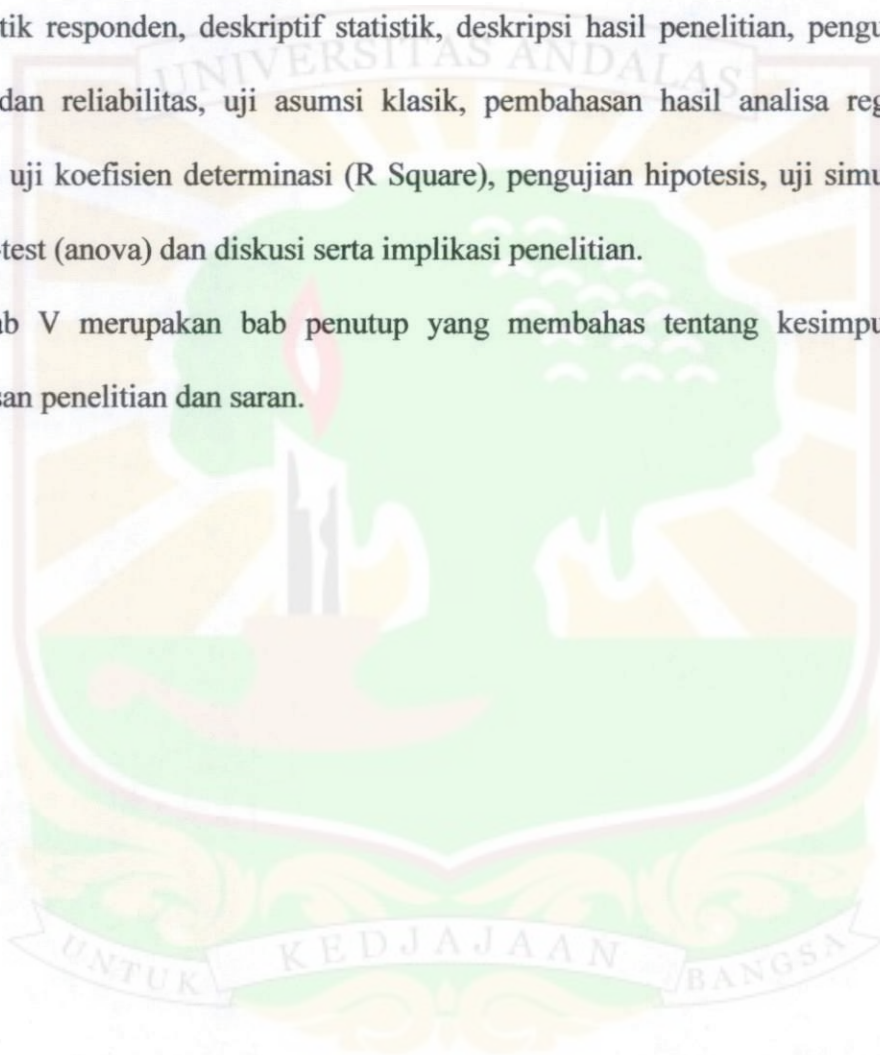 UNIVERSITAS ANDALAS
tik responden, deskriptif statistik, deskripsi hasil penelitian, pengu
dan reliabilitas, uji asumsi klasik, pembahasan hasil analisa reg
uji koefisien determinasi (R Square), pengujian hipotesis, uji simu
test (anova) dan diskusi serta implikasi penelitian.
ab V merupakan bab penutup yang membahas tentang kesimpu
san penelitian dan saran.
UNTUK KEDJAJAAN BANGSA